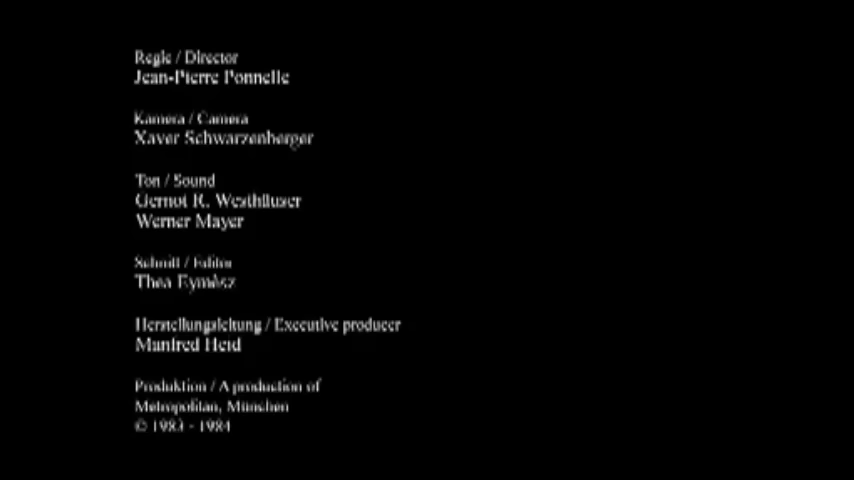 Regie / Director
Jean-Pierre Ponnelle
Kamera / Camera
Xaver Schwarzenberger
Ton / Sound
Gernot R. Westhäuser
Werner Mayer
Schnitt / Editor
Thea Eymèsz
Herstellungsleitung / Executive producer
Manfred Heid
Produktion / A production of
Metropolitan, München
© 1983 - 1984